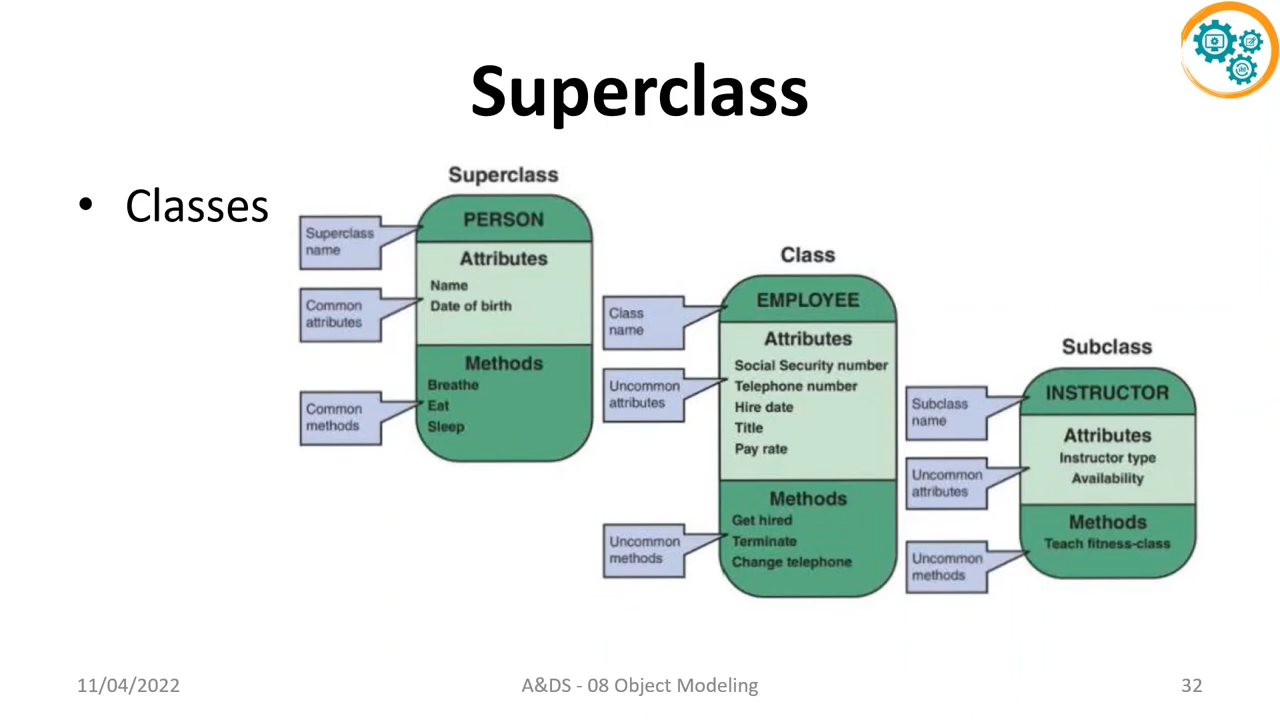 Superclass
• Classes
Superclass
Superclass
name
PERSON
Attributes
Common
attributes
Name
Date of birth
Methods
Common
methods
Breathe
Eat
Sleep
Class
Class
name
EMPLOYEE
Attributes
Uncommon
attributes
Social Security number
Telephone number
Hire date
Title
Pay rate
Methods
Uncommon
methods
Get hired
Terminate
Change telephone
Subclass
Subclass
name
INSTRUCTOR
Attributes
Uncommon
attributes
Instructor type
Availability
Methods
Uncommon
methods
Teach fitness-class
11/04/2022
A&DS - 08 Object Modeling
32